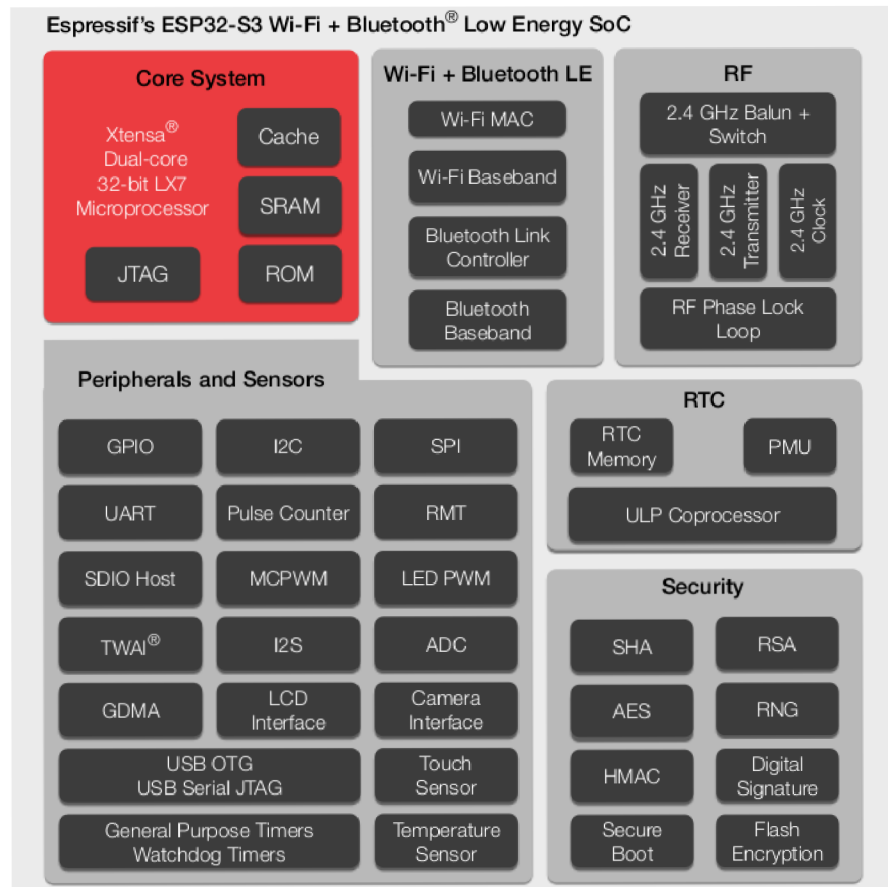 Espressif's ESP32-S3 Wi-Fi + Bluetooth® Low Energy SoC
Core System
Xtensa®
Dual-core
32-bit LX7
Microprocessor
Cache
SRAM
JTAG
ROM
Wi-Fi + Bluetooth LE
Wi-Fi MAC
Wi-Fi Baseband
Bluetooth Link
Controller
Bluetooth
Baseband
RF
2.4 GHz Balun +
Switch
2.4 GHz
Receiver
2.4 GHz
Transmitter
2.4 GHz
Clock
RF Phase Lock
Loop
Peripherals and Sensors
GPIO
I2C
SPI
UART
Pulse Counter
RMT
SDIO Host
MCPWM
LED PWM
TWAI®
I2S
ADC
GDMA
LCD
Interface
Camera
Interface
USB OTG
USB Serial JTAG
Touch
Sensor
General Purpose Timers
Watchdog Timers
Temperature
Sensor
RTC
RTC
Memory
PMU
ULP Coprocessor
Security
SHA
RSA
AES
RNG
HMAC
Digital
Signature
Secure
Boot
Flash
Encryption